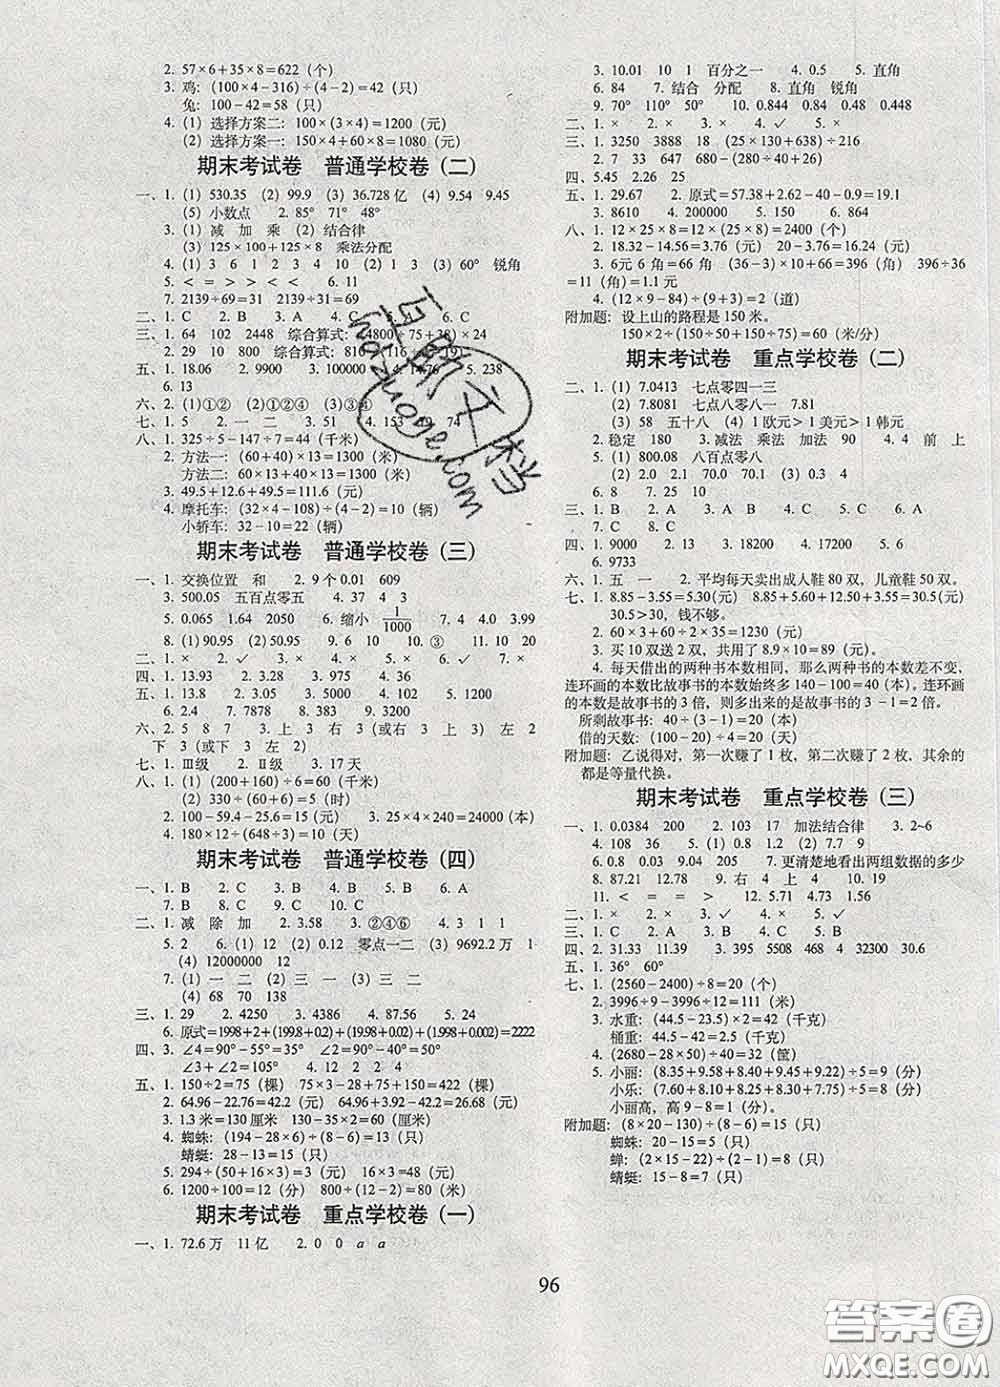 2. 57×6+35×8=622（个）
3. 鸡:（100×4-316）÷(4-2)=42（只）
兔: 100-42=58（只）
4. (1) 选择方案二: 100×(3×4)=1200（元）
(2) 选择方案一: 150×4+60×8=1080（元）
期末考试卷 普通学校卷（二）
一、1. (1) 530.35 (2) 99.9 (3) 36.728亿 (4) 9.54 9.45
(5) 小数点 2. 85° 71° 48°
3. (1) 减 加 乘 (2) 结合律
(3) 125×100+125×8 乘法分配
4. (1) 3 6 1 2 3 4 10 (2) 1 3 (3) 60° 锐角
5. < = > > < < 6. 11
7. 2139÷69=31 2139÷31=69
二、1. C 2. B 3. C 4. A 5. A 6. C
三、1. 64 102 2448 综合算式: (4800÷75+38)×24
2. 29 10 800 综合算式: 816÷(116 19)
五、1. 18.06 2. 9900 3. 100000 4. 1476 5. 238
6. 13
六、2. (1)①② (2)①②③ (3)③④
七、1. 5 2. 一 二 3. 51 4. 153 74
八、1. 325÷5-147÷7=44（千米）
2. 方法一:（60+40）×13=1300（米）
方法二: 60×13+40×13=1300（米）
3. 49.5+12.6+49.5=111.6（元）
4. 摩托车:（32×4-108）÷(4-2)=10（辆）
小轿车: 32-10=22（辆）
期末考试卷 普通学校卷（三）
一、1. 交换位置 和 2. 9个0.01 609
3. 500.05 五百点零五 4. 37 4 3
5. 0.065 1.64 2050 6. 缩小 1/1000 7. 4 4.0 3.99
8. (1) 90.95 (2) 90.95 9. 6 10 10. ③ 11. 10 20
二、1. × 2. ✓ 3. × 4. × 5. ✓ 6. ✓ 7. ×
四、1. 13.93 2. 3.28 3. 375 4. 36
五、1. 13.8 2. 25 3. 5000 4. 6.8 5. 13.5
6. 2.4 7. 7878 8. 4.3 9. 3200
六、2. 5 8 7 3. 上 3 右 3（或右 3 上 3） 左 2
下 3（或下 3 左 2）
七、1. Ⅲ级 2. Ⅱ级 3. 17天
八、1. (1)（200+160）÷6=60（千米）
(2) 330÷(60+6)=5（时）
2. 100-59.4-25.6=15（元） 3. 25×4×240=24000（本）
4. 180×12÷(648÷3)=10（天）
期末考试卷 普通学校卷（四）
一、1. B 2. C 3. B 4. B 5. B 6. A
7. B 8. C 9. C 10. C
二、1. 减 除 加 2. 3.58 3. ②④⑥ 4. 3 1 1
5. 2 6. (1) 12 (2) 0.12 零点一二 (3) 9692.2万 1
(4) 12000000 12
7. (1) 一 二 (2) 三 一 (3) 三 二
(4) 68 70 138
三、1. 29 2. 4250 3. 4386 4. 87.15 5. 24
6. 原式=1998+2+(199.8+0.2)+(19.98+0.02)+(1.998+0.002)=2222
四、3. ∠4=90°-55°=35° ∠2=90°-40°=50°
∠3+∠2=105° 4. 12
五、1. 150÷2=75（棵） 75×3-28+75+150=422（棵）
2. 64.96-22.76=42.2（元） 64.96+3.92-42.2=26.68（元）
3. 1.3米=130厘米 130-35×2=60（厘米）
4. 蜘蛛:（194-28×6）÷(8-6)=13（只）
蜻蜓: 28-13=15（只）
5. 294÷(50+16×3)=3（元） 16×3=48（元）
6. 1200÷100=12（分） 800÷(12-2)=80（米）
期末考试卷 重点学校卷（一）
一、1. 72.6万 11亿 2. 0 0 a a
3. 10.01 10 1 百分之一 4. 0.5 5. 直角
6. 84 7. 结合 分配 8. 直角 锐角
9. 70° 110° 50° 10. 0.844 0.84 0.48 0.448
二、1. × 2. × 3. × 4. ✓ 5. ×
三、1. 3250 3888 18 (25×130+638)÷216
2. 7 33 647 -680÷(280-14×20)
四、5.45 2.26 25
五、1. 29.67 2. 原式=57.38+2.62-40-0.9=19.1
3. 8610 4. 200000 5. 150 6. 864
八、1. 12×25×8=12×(25×8)=2400（个）
2. 18.32-14.56=3.76（元） 20-3.76=16.24（元）
3. 6元6角=66（角） (36-3)×10+66=396（角） 396÷36
=11（角）=1.1（元）
4. (12×9-84)÷(9+3)=2（道）
附加题: 设上山的路程是150米。
150×2÷(150÷50+150÷75)=60（米/分）
期末考试卷 重点学校卷（二）
二、1. (1) 7.0413 七点零四一三
(2) 7.8081 七点八零八一 7.81
(3) 58 五十八 (4) 1欧元>1美元>1韩元
2. 稳定 180 3. 减法 乘法 加法 90 4. 4 前 上
5. (1) 800.08 八百点零八
(2) 2.0 2.1 70.0 70.1 (3) 0.25
6. 8 7. 25 10
三、1. B 2. A 3. A 4. B 5. C 6. A
7. C 8. C
四、1. 9000 2. 13 3. 18200 4. 17200 5. 6
6. 9733
六、1. 五 一 2. 平均每天卖出成人鞋80双，儿童鞋50双。
七、1. 8.85-3.55=5.30（元） 8.85+5.60+12.50+3.55=30.5（元）
30.5>30，钱不够。
2. 60×3+60÷2×5=330（元）
3. 买10双送2双，共用了8.9×10=89（元）。
4. 每天借出的两种书本数相同，那么两种书的本数差不变，
连环画的本数比故事书的本数始终多140-100=40（本）。连环画
的本数是故事书的3倍，则多出来的是故事书的3-1=2倍。
所剩故事书: 40÷(3-1)=20（本）
借的天数:（100-20）÷4=20（天）
附加题: 乙说得对，第一次赚了1枚，第二次赚了2枚，其余的
都是等量代换。
期末考试卷 重点学校卷（三）
一、1. 0.0384 200 2. 103 17 加法结合律 3. 2~6
4. 108 36 5. (1) 0.8 1.2 (2) 7.7 9
6. 0.8 0.43 9.04 205 7. 更清楚地看出两组数据的多少
8. 87.21 12.78 9. 右 4 上 4 10. 19
11. < = = > 12. 5.71 4.73 1.56
二、1. × 2. × 3. ✓ 4. × 5. ✓
三、1. C 2. C 3. A 4. C 5. A
四、2. 31.33 11.39 3. 395 5508 468 4. 32300 30.6
五、1. 36° 60°
七、1.（2560-2400）÷8=20（个）
2. 3996÷9-3996÷12=111（米）
3. 水重:（44.5-23.5）×2=42（千克）
桶重: 44.5-42=2.5（千克）
4.（2680-28×50）÷40=32（筐）
5. 小丽:（8.35+9.58+8.40+9.45+9.22）÷5=9（分）
小乐:（7.60+8.10+8.25+8.30+7.75）÷5=8（分）
小丽高，高9-8=1（分）。
附加题:（8×20-130）÷(8-6)=15（只）
蜘蛛: 20-15=5（只）
蝉:（2×15-22）÷(2-1)=8（只）
蜻蜓: 15-8=7（只）
96
答案圈
MXQE.COM